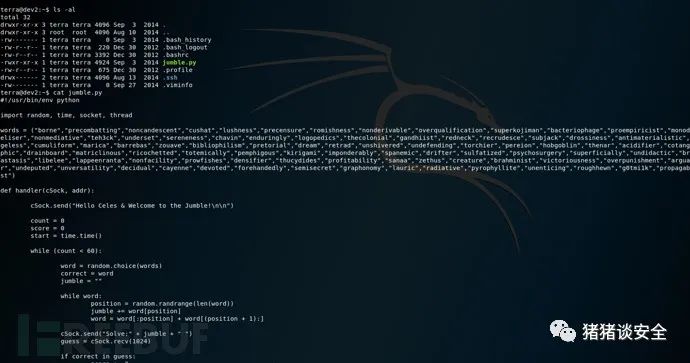 terra@dev2:~$ ls -al
total 32
drwxr-xr-x 3 terra terra 4096 Sep  3  2014 .
drwxr-xr-x 3 root  root  4096 Aug 10  2014 ..
-rw------- 1 terra terra    0 Sep  3  2014 .bash_history
-rw-r--r-- 1 terra terra  220 Dec 30  2012 .bash_logout
-rw-r--r-- 1 terra terra 3392 Dec 30  2012 .bashrc
-rwxr-xr-x 1 terra terra 4924 Sep  3  2014 jumble.py
-rw-r--r-- 1 terra terra  675 Dec 30  2012 .profile
drwx------ 2 terra terra 4096 Aug 13  2014 .ssh
-rw------- 1 terra terra    0 Sep 27  2014 .viminfo
terra@dev2:~$ cat jumble.py
#!/usr/bin/env python
import random, time, socket, thread
words = ["borne","precombatting","noncandescent","cushat","lushness","precensure","romishness","nonderivable","overqualification","superkojiman","bacteriophage","proempiricist","mono
eliser","nonmediative","teh3ck","underset","sereneness","chavin","enduringly","logopedics","thecolonial","gandhiist","redneck","recrudesce","subjack","drossiness","antimaterialistic"
geless","cumuliform","marica","barrebas","zouave","bibliophilism","pretorial","dream","retrad","unshivered","undefending","torchier","pereion","hobgoblin","thenar","acidifier","cotan
phic","drainboard","matriclinous","ricochetted","totemically","pemphigous","kirigami","imponderably","spanemic","drifter","sulfatized","psychosurgery","superficially","undidactic","br
astasis","libelee","lappeenranta","nonfacility","prowfishes","densifier","thucydides","profitability","sanaa","zethus","creature","brahminist","victoriousness","overpunishment","argua
r","undeputed","unversatility","decidual","cayenne","devoted","forehandedly","semisecret","graphonomy","lauric","radiative","pyrophyllite","unenticing","roughhewn","g0tmi1k","propagab
st")
def handler(cSock, addr):
cSock.send("Hello Celes & Welcome to the Jumble!\n\n")
count = 0
score = 0
start = time.time()
while (count < 60):
word = random.choice(words)
correct = word
jumble = ""
while word:
position = random.randrange(len(word))
jumble += word[position]
word = word[:position] + word[(position + 1):]
cSock.send("Solve:" + jumble + " ")
guess = cSock.recv(1024)
if correct in guess:
FREEBUF
猪猪谈安全